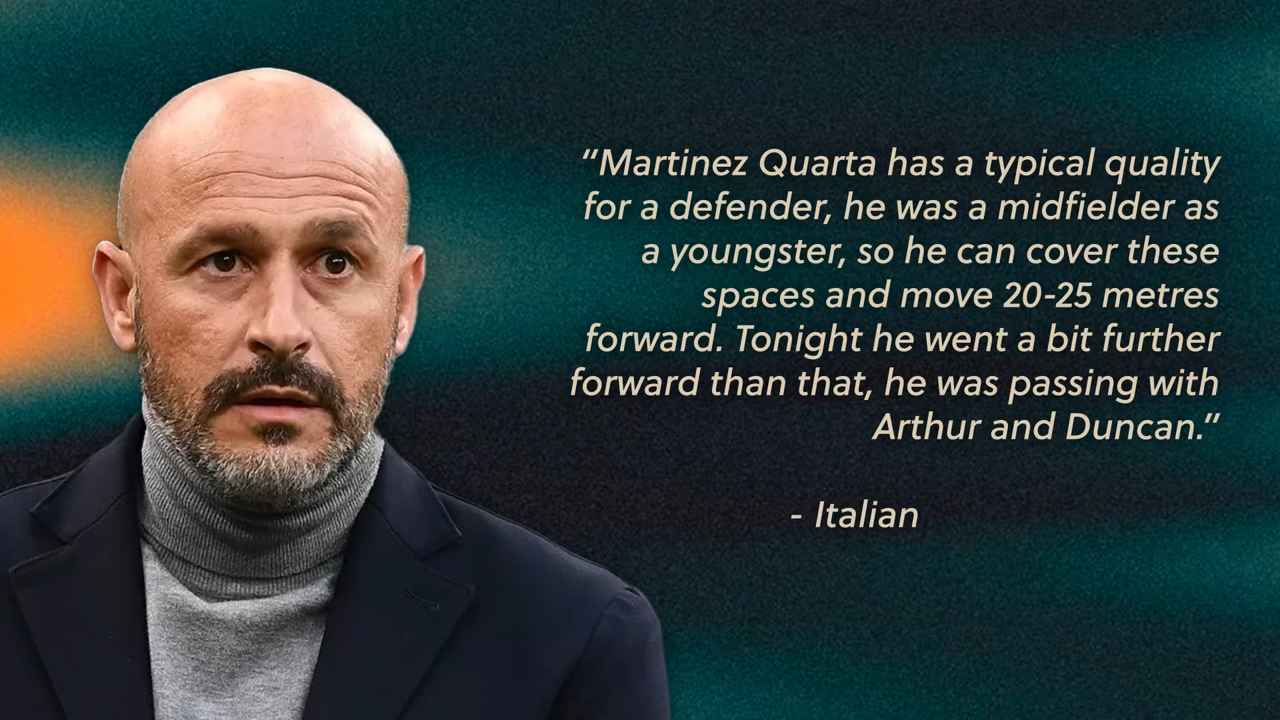 “Martinez Quarta has a typical quality
for a defender, he was a midfielder as
a youngster, so he can cover these
spaces and move 20-25 metres
forward. Tonight he went a bit further
forward than that, he was passing with
Arthur and Duncan.”
- Italian